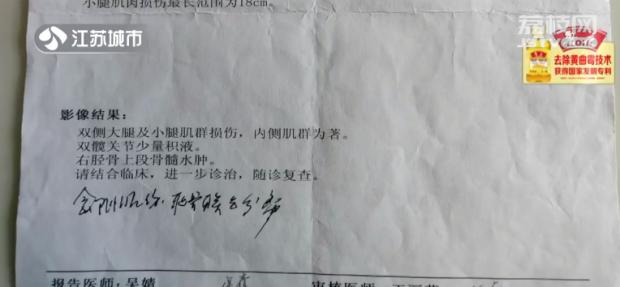 小腿肌肉损伤最长范围为18cm。
江苏城市
荔枝网
去除黄曲霉技术
获得国家发明专利
影像结果：
双侧大腿及小腿肌群损伤，内侧肌群为著。
双髋关节少量积液。
右胫骨上段骨髓水肿。
请结合临床，进一步诊治，随诊复查。
报告医师：吴婧
审核医师